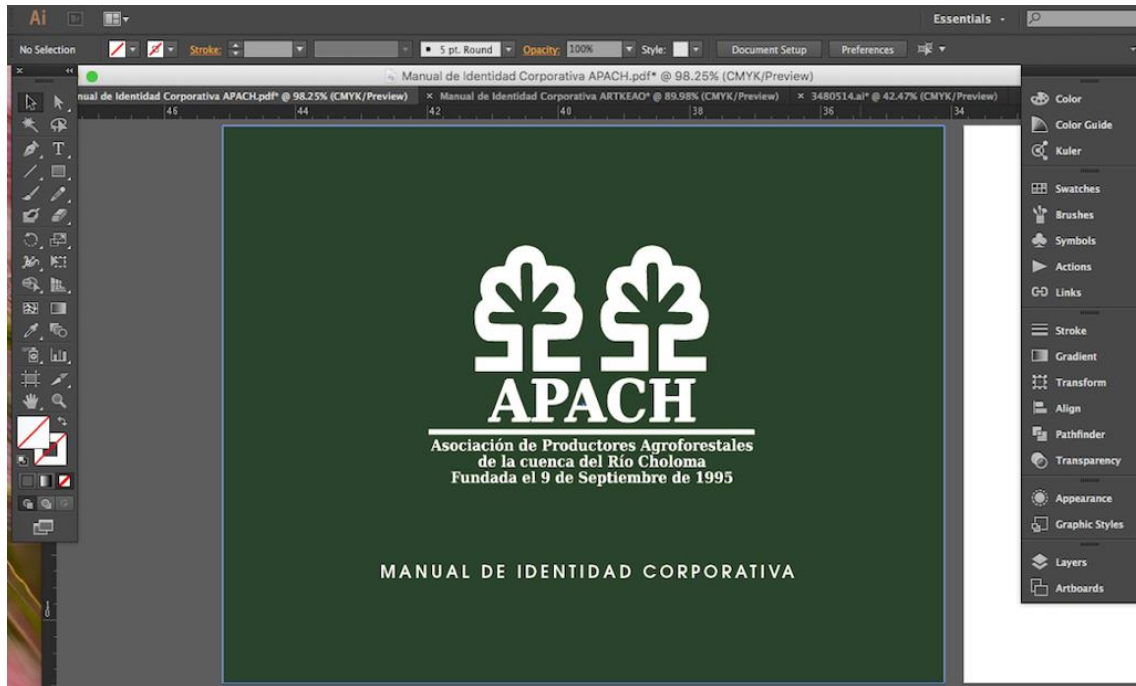 Ai Br Essentials
No Selection Stroke: 5 pt. Round Opacity: 100% Style: Document Setup Preferences
Manual de Identidad Corporativa APACH.pdf* @ 98.25% (CMYK/Preview)
nual de Identidad Corporativa APACH.pdf* @ 98.25% (CMYK/Preview) × Manual de Identidad Corporativa ARTKEAO* @ 89.98% (CMYK/Preview) × 3480514.ai* @ 42.47% (CMYK/Preview)
46 44 42 40 38 36 34
Color
Color Guide
Kuler
Swatches
Brushes
Symbols
Actions
Links
Stroke
Gradient
Transform
Align
Pathfinder
Transparency
Appearance
Graphic Styles
Layers
Artboards
APACH
Asociación de Productores Agroforestales
de la cuenca del Río Choloma
Fundada el 9 de Septiembre de 1995
MANUAL DE IDENTIDAD CORPORATIVA